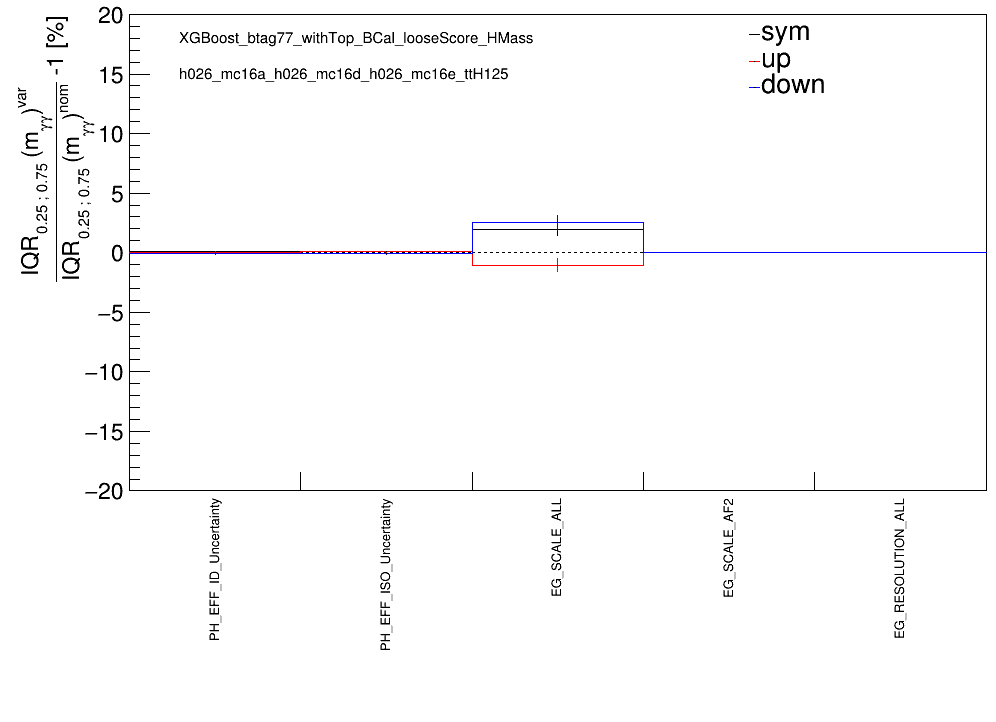 XGBoost_btag77_withTop_BCal_looseScore_HMass
h026_mc16a_h026_mc16d_h026_mc16e_ttH125
sym
up
down
IQR0.25 ; 0.75 (mγγ)var
IQR0.25 ; 0.75 (mγγ)nom
-1 [%]
20
15
10
5
0
−5
−10
−15
−20
PH_EFF_ID_Uncertainty
PH_EFF_ISO_Uncertainty
EG_SCALE_ALL
EG_SCALE_AF2
EG_RESOLUTION_ALL